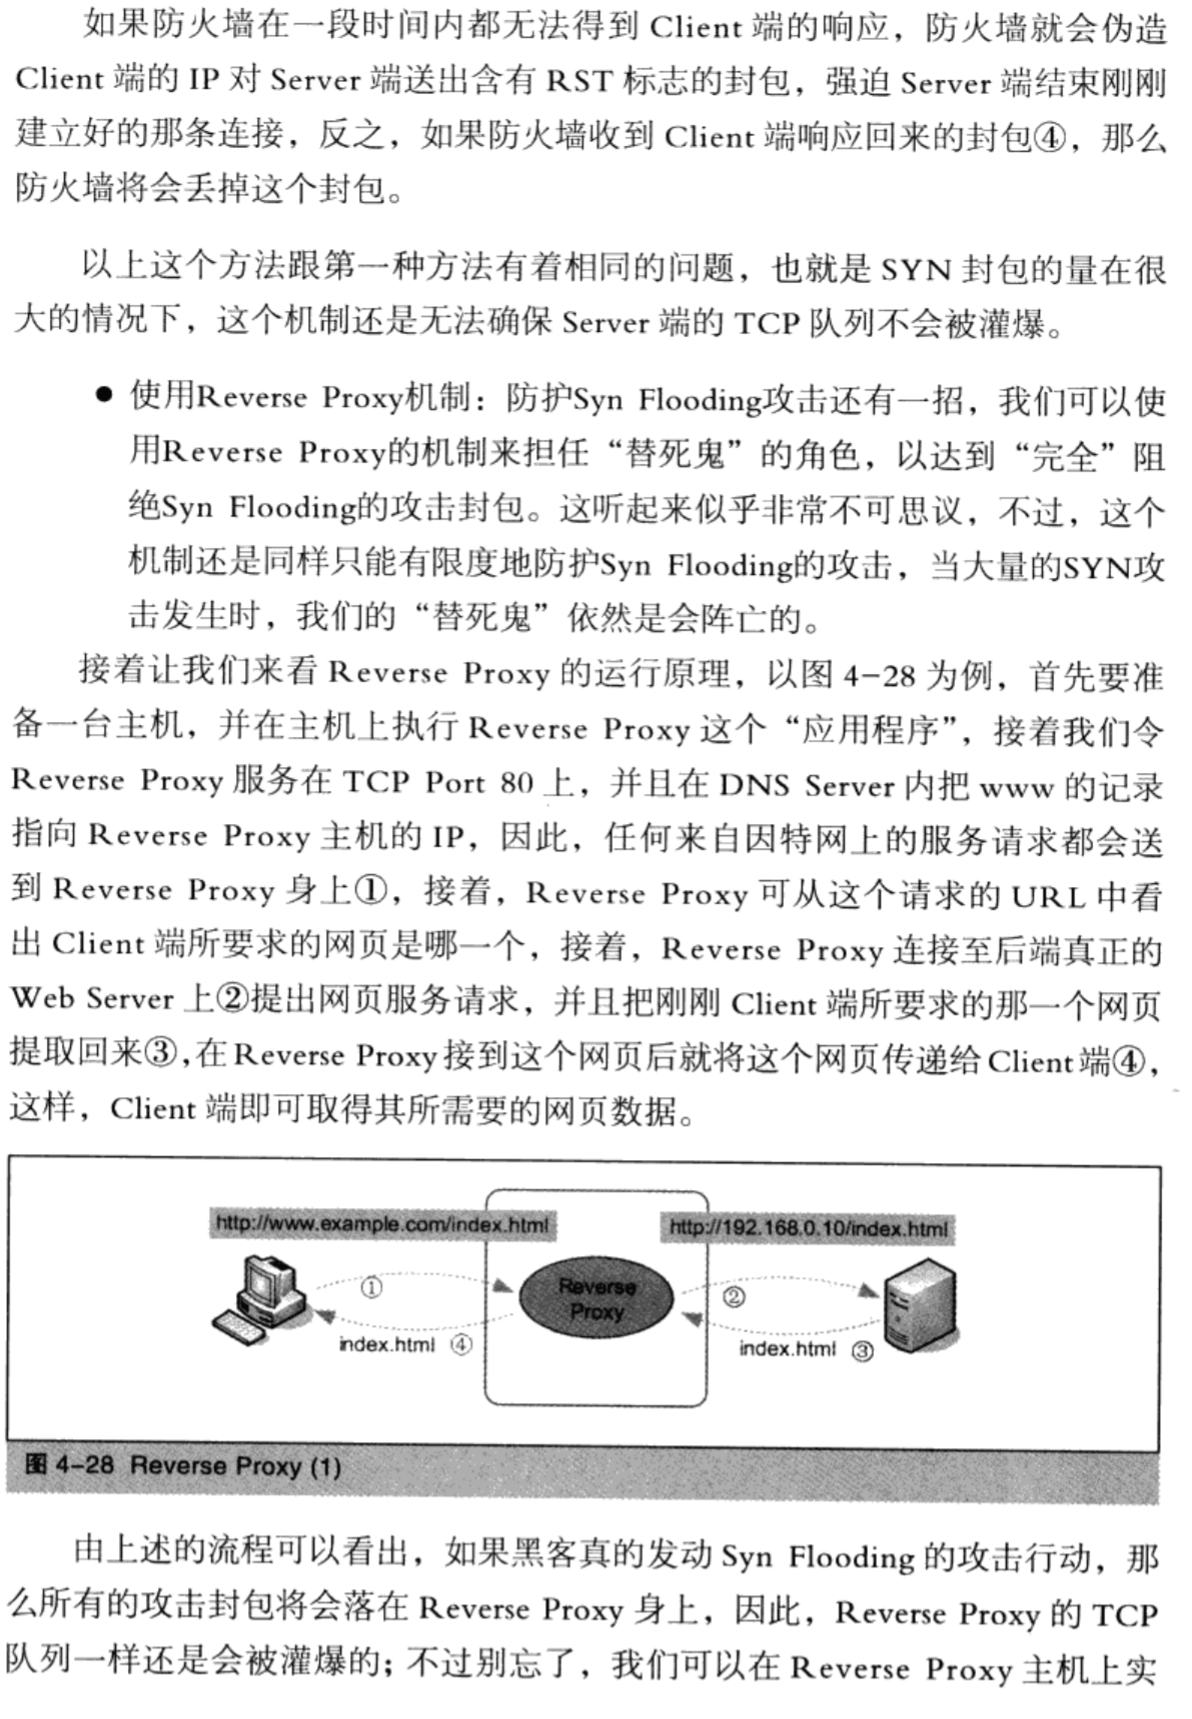 如果防火墙在一段时间内都无法得到 Client 端的响应，防火墙就会伪造
Client 端的 IP 对 Server 端送出含有 RST 标志的封包，强迫 Server 端结束刚刚
建立好的那条连接，反之，如果防火墙收到 Client 端响应回来的封包④，那么
防火墙将会丢掉这个封包。
以上这个方法跟第一种方法有着相同的问题，也就是 SYN 封包的量在很
大的情况下，这个机制还是无法确保 Server 端的 TCP 队列不会被灌爆。
● 使用Reverse Proxy机制：防护Syn Flooding攻击还有一招，我们可以使
用Reverse Proxy的机制来担任“替死鬼”的角色，以达到“完全”阻
绝Syn Flooding的攻击封包。这听起来似乎非常不可思议，不过，这个
机制还是同样只能有限度地防护Syn Flooding的攻击，当大量的SYN攻
击发生时，我们的“替死鬼”依然是会阵亡的。
接着让我们来看 Reverse Proxy 的运行原理，以图 4-28 为例，首先要准
备一台主机，并在主机上执行 Reverse Proxy 这个“应用程序”，接着我们令
Reverse Proxy 服务在 TCP Port 80 上，并且在 DNS Server 内把 www 的记录
指向 Reverse Proxy 主机的 IP，因此，任何来自因特网上的服务请求都会送
到 Reverse Proxy 身上①，接着，Reverse Proxy 可从这个请求的 URL 中看
出 Client 端所要求的网页是哪一个，接着，Reverse Proxy 连接至后端真正的
Web Server 上②提出网页服务请求，并且把刚刚 Client 端所要求的那一个网页
提取回来③，在 Reverse Proxy 接到这个网页后就将这个网页传递给 Client 端④，
这样，Client 端即可取得其所需要的网页数据。
http://www.example.com/index.html
http://192.168.0.10/index.html
①
Reverse
Proxy
②
index.html ④
index.html ③
图 4-28 Reverse Proxy (1)
由上述的流程可以看出，如果黑客真的发动 Syn Flooding 的攻击行动，那
么所有的攻击封包将会落在 Reverse Proxy 身上，因此，Reverse Proxy 的 TCP
队列一样还是会被灌爆的；不过别忘了，我们可以在 Reverse Proxy 主机上实